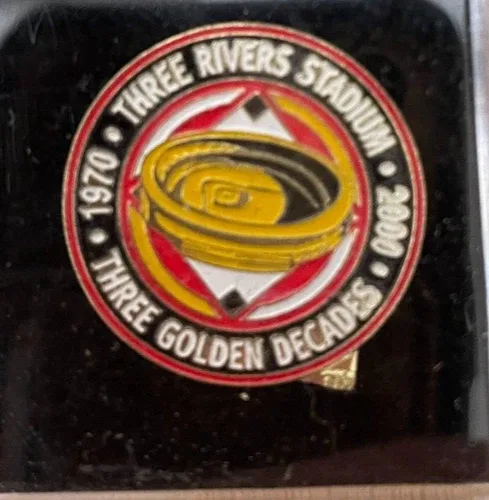 THREE RIVERS STADIUM
1970 • • 2000
THREE GOLDEN DECADES